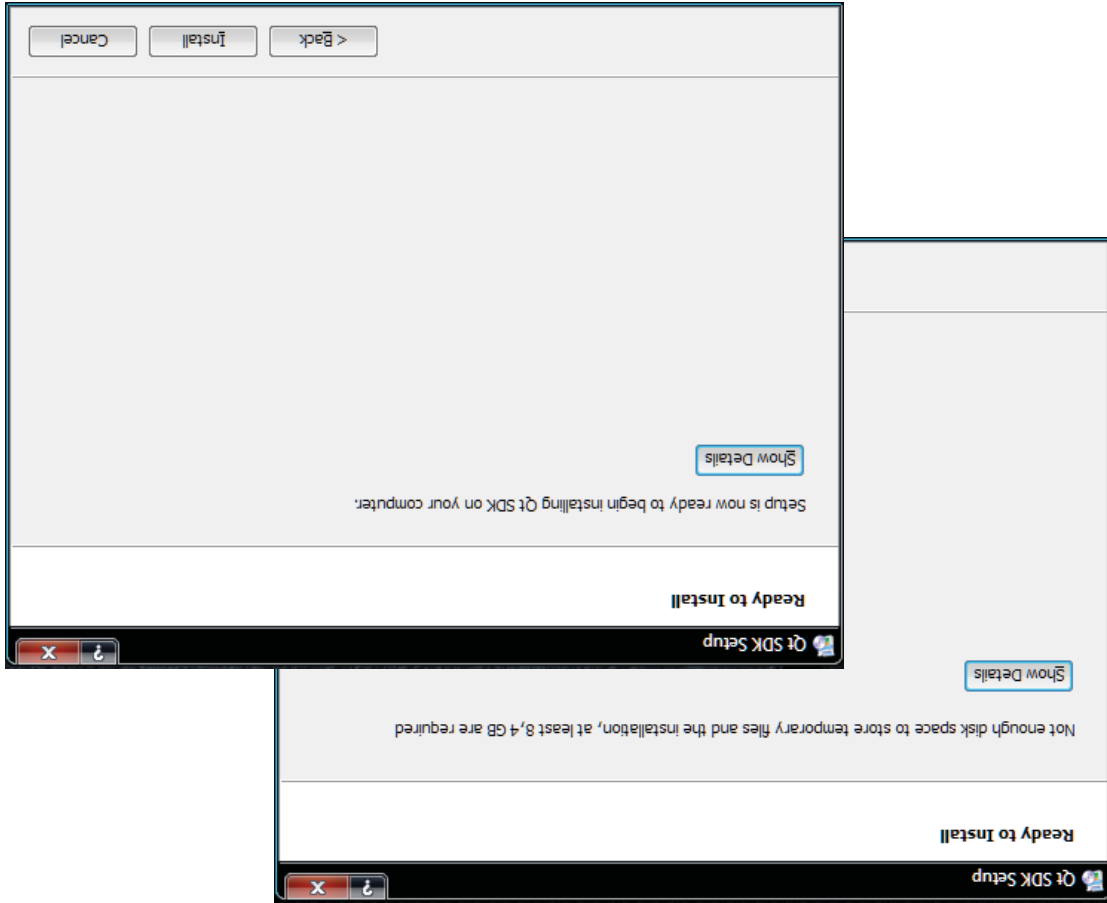 Qt SDK Setup
Ready to Install
Not enough disk space to store temporary files and the installation, at least 8,4 GB are required
Show Details
Qt SDK Setup
Ready to Install
Setup is now ready to begin installing Qt SDK on your computer.
Show Details
< Back
Install
Cancel